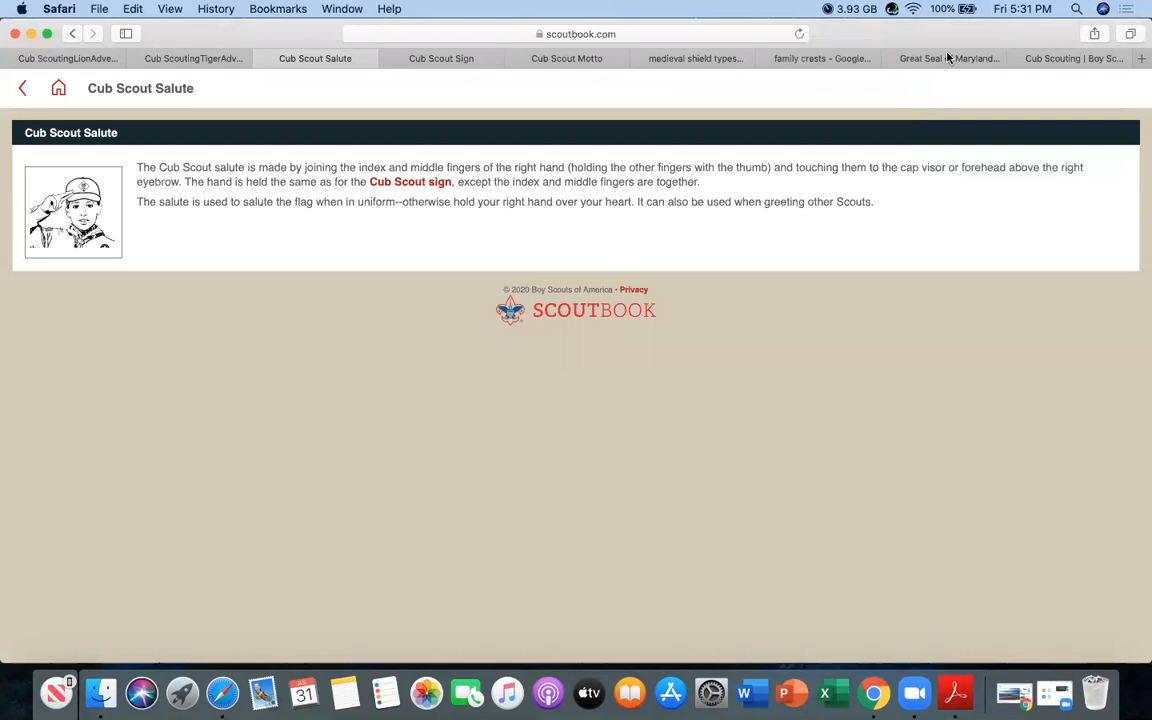 Safari File Edit View History Bookmarks Window Help 3.93 GB 100% Fri 5:31 PM
scoutbook.com
Cub ScoutingLionAdve... Cub ScoutingTigerAdv... Cub Scout Salute Cub Scout Sign Cub Scout Motto medieval shield types... family crests - Google... Great Seal Maryland... Cub Scouting | Boy Sc...
Cub Scout Salute
Cub Scout Salute
The Cub Scout salute is made by joining the index and middle fingers of the right hand (holding the other fingers with the thumb) and touching them to the cap visor or forehead above the right
eyebrow. The hand is held the same as for the Cub Scout sign, except the index and middle fingers are together.
The salute is used to salute the flag when in uniform--otherwise hold your right hand over your heart. It can also be used when greeting other Scouts.
© 2020 Boy Scouts of America • Privacy
SCOUTBOOK
JUL
31
tv
W P X